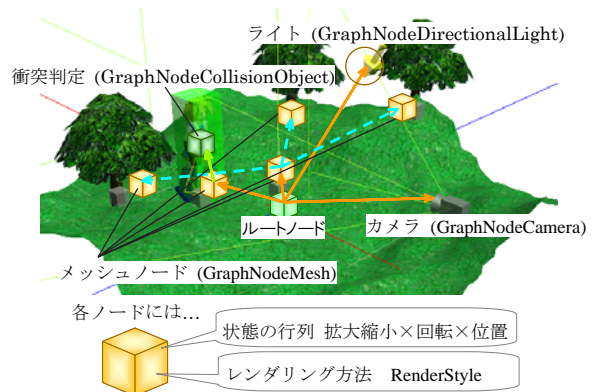 ライト (GraphNodeDirectionalLight)
衝突判定 (GraphNodeCollisionObject)
ルートノード
カメラ (GraphNodeCamera)
メッシュノード (GraphNodeMesh)
各ノードには…
状態の行列 拡大縮小×回転×位置
レンダリング方法 RenderStyle